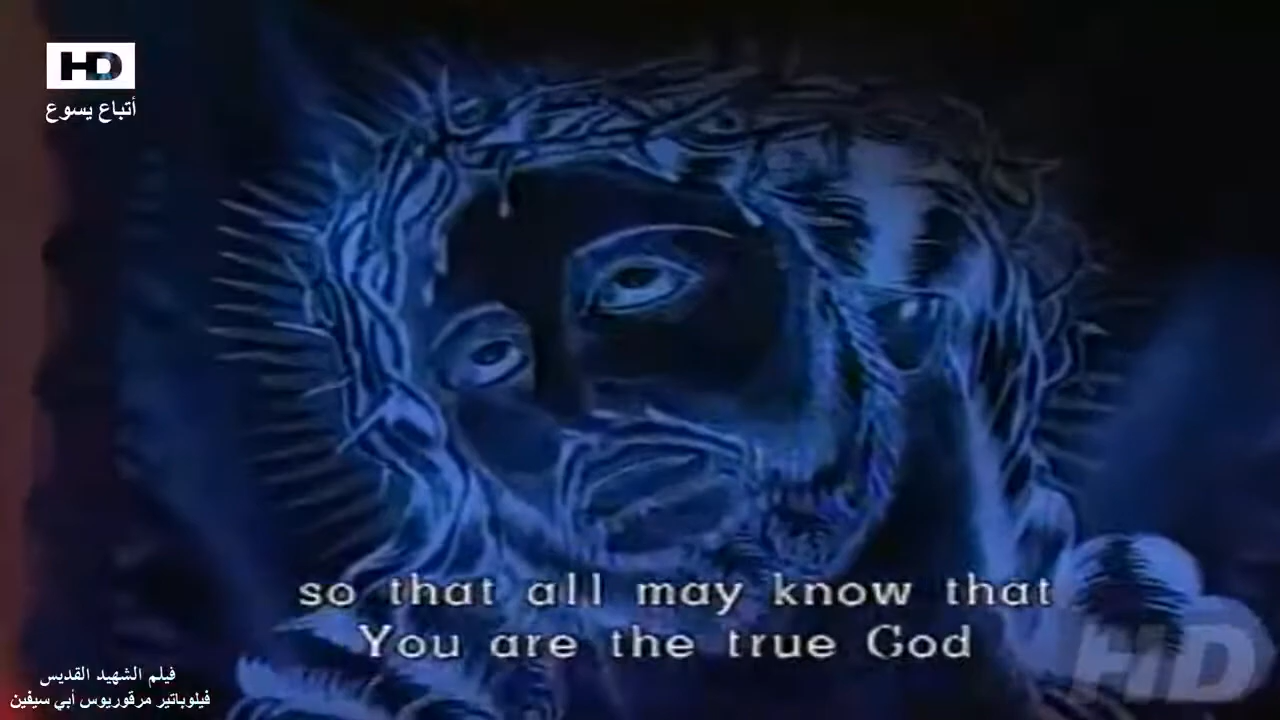 HD
أتباع يسوع
so that all may know that
You are the true God
فيلم الشهيد القديس
فيلوباتير مرقوريوس أبي سيفين
HD